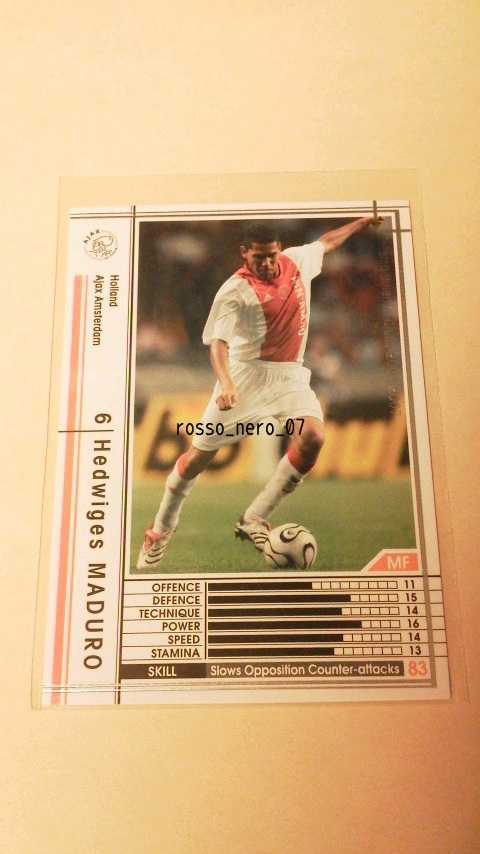 AJAX
Holland
Ajax Amsterdam
6 Hedwiges MADURO
rosso_nero_07
MF
OFFENCE 11
DEFENCE 15
TECHNIQUE 14
POWER 16
SPEED 14
STAMINA 13
SKILL Slows Opposition Counter-attacks 83